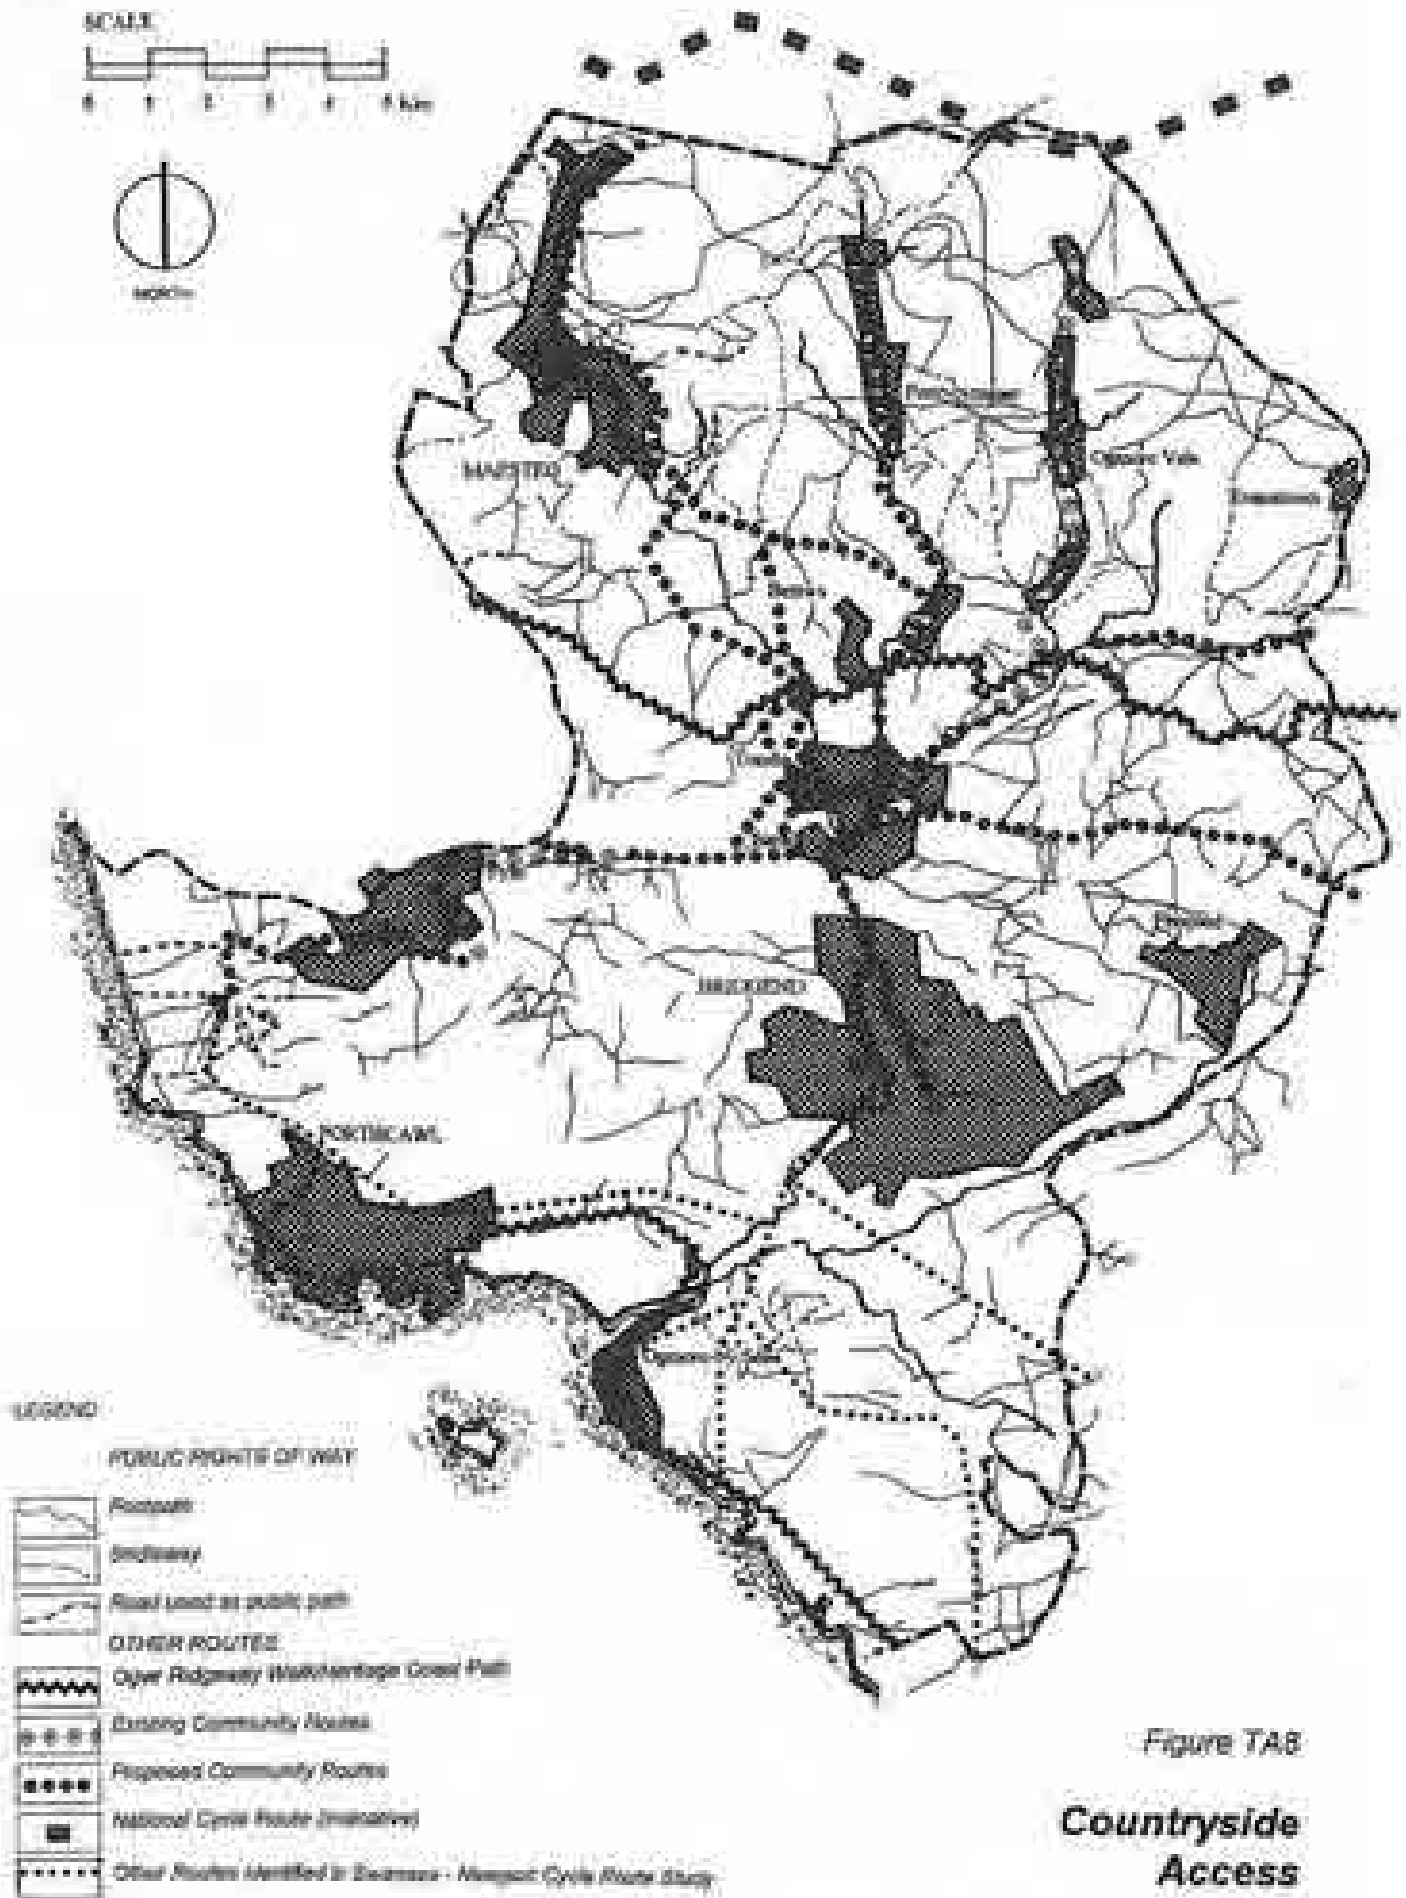 SCALE
0 1 2 3 4 5 km
NORTH
MAESTEG
Ogmore Vale
Bettws
Pencoed
BRIDGEND
PORTHCAWL
LEGEND
PUBLIC RIGHTS OF WAY
Footpath
Bridleway
Road used as public path
OTHER ROUTES
Ogwr Ridgeway Walk/Heritage Coast Path
Existing Community Routes
Proposed Community Routes
National Cycle Route (indicative)
Other Routes Identified in Swansea - Newport Cycle Route Study
Figure TA8
Countryside
Access